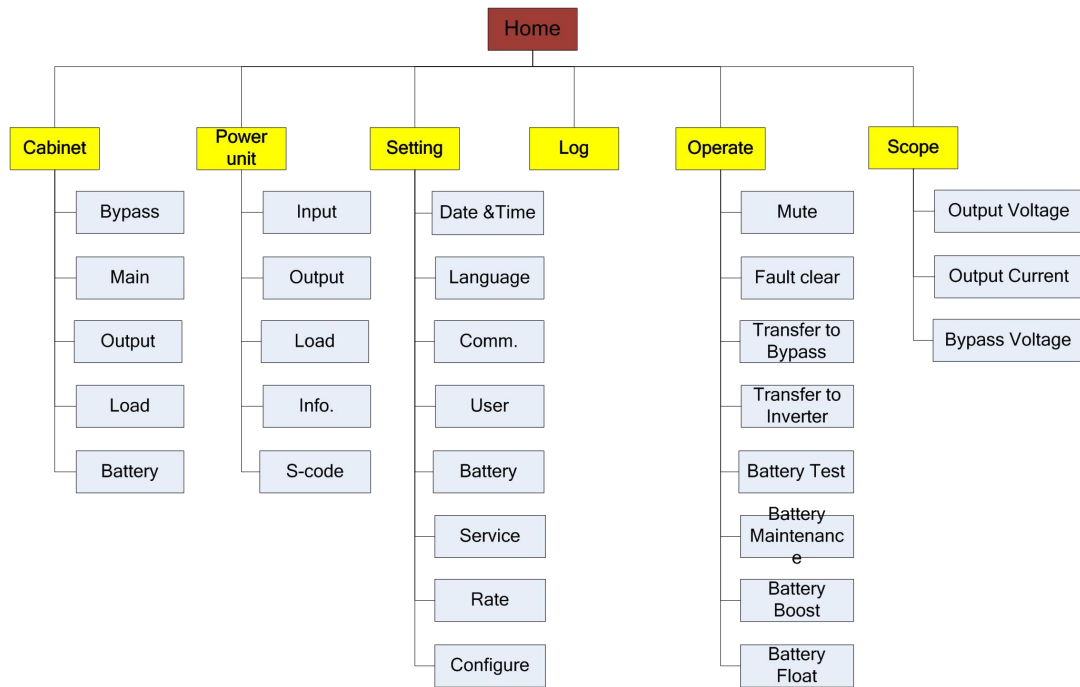 Home
Cabinet
Bypass
Main
Output
Load
Battery
Power
unit
Input
Output
Load
Info.
S-code
Setting
Date &Time
Language
Comm.
User
Battery
Service
Rate
Configure
Log
Operate
Mute
Fault clear
Transfer to
Bypass
Transfer to
Inverter
Battery Test
Battery
Maintenanc
e
Battery
Boost
Battery
Float
Scope
Output Voltage
Output Current
Bypass Voltage